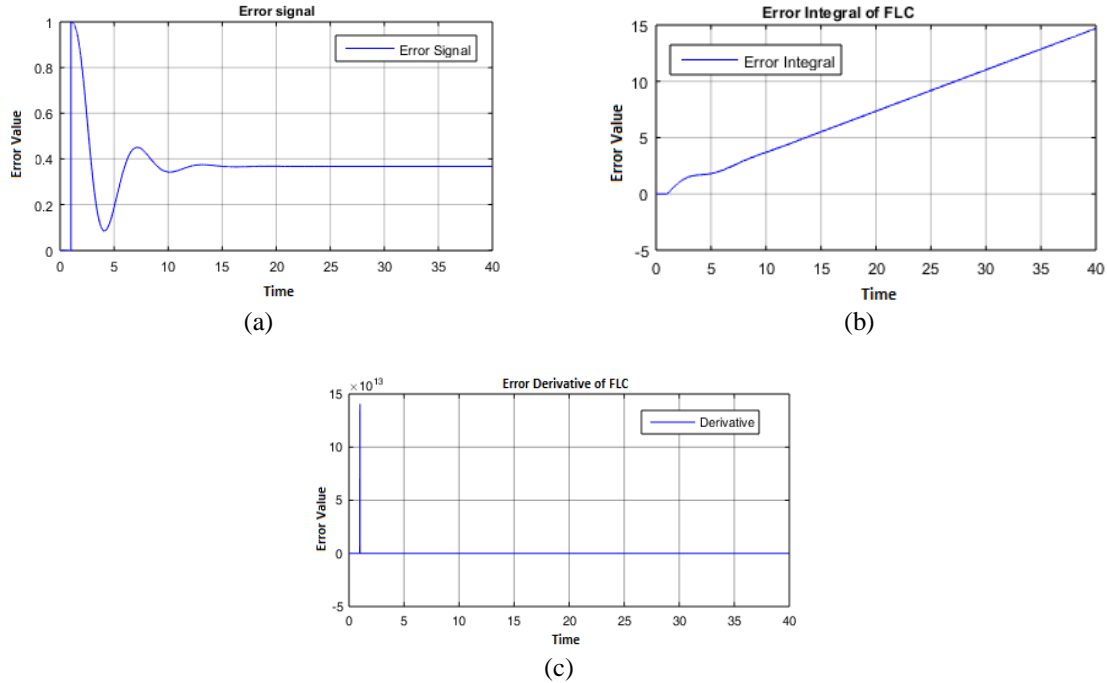 Error signal
Error Signal
Error Value
1
0.8
0.6
0.4
0.2
0
0 5 10 15 20 25 30 35 40
Time
(a)
Error Integral of FLC
Error Integral
Error Value
15
10
5
0
-5
0 5 10 15 20 25 30 35 40
Time
(b)
Error Derivative of FLC
×10^13
Derivative
Error Value
15
10
5
0
-5
0 5 10 15 20 25 30 35 40
Time
(c)